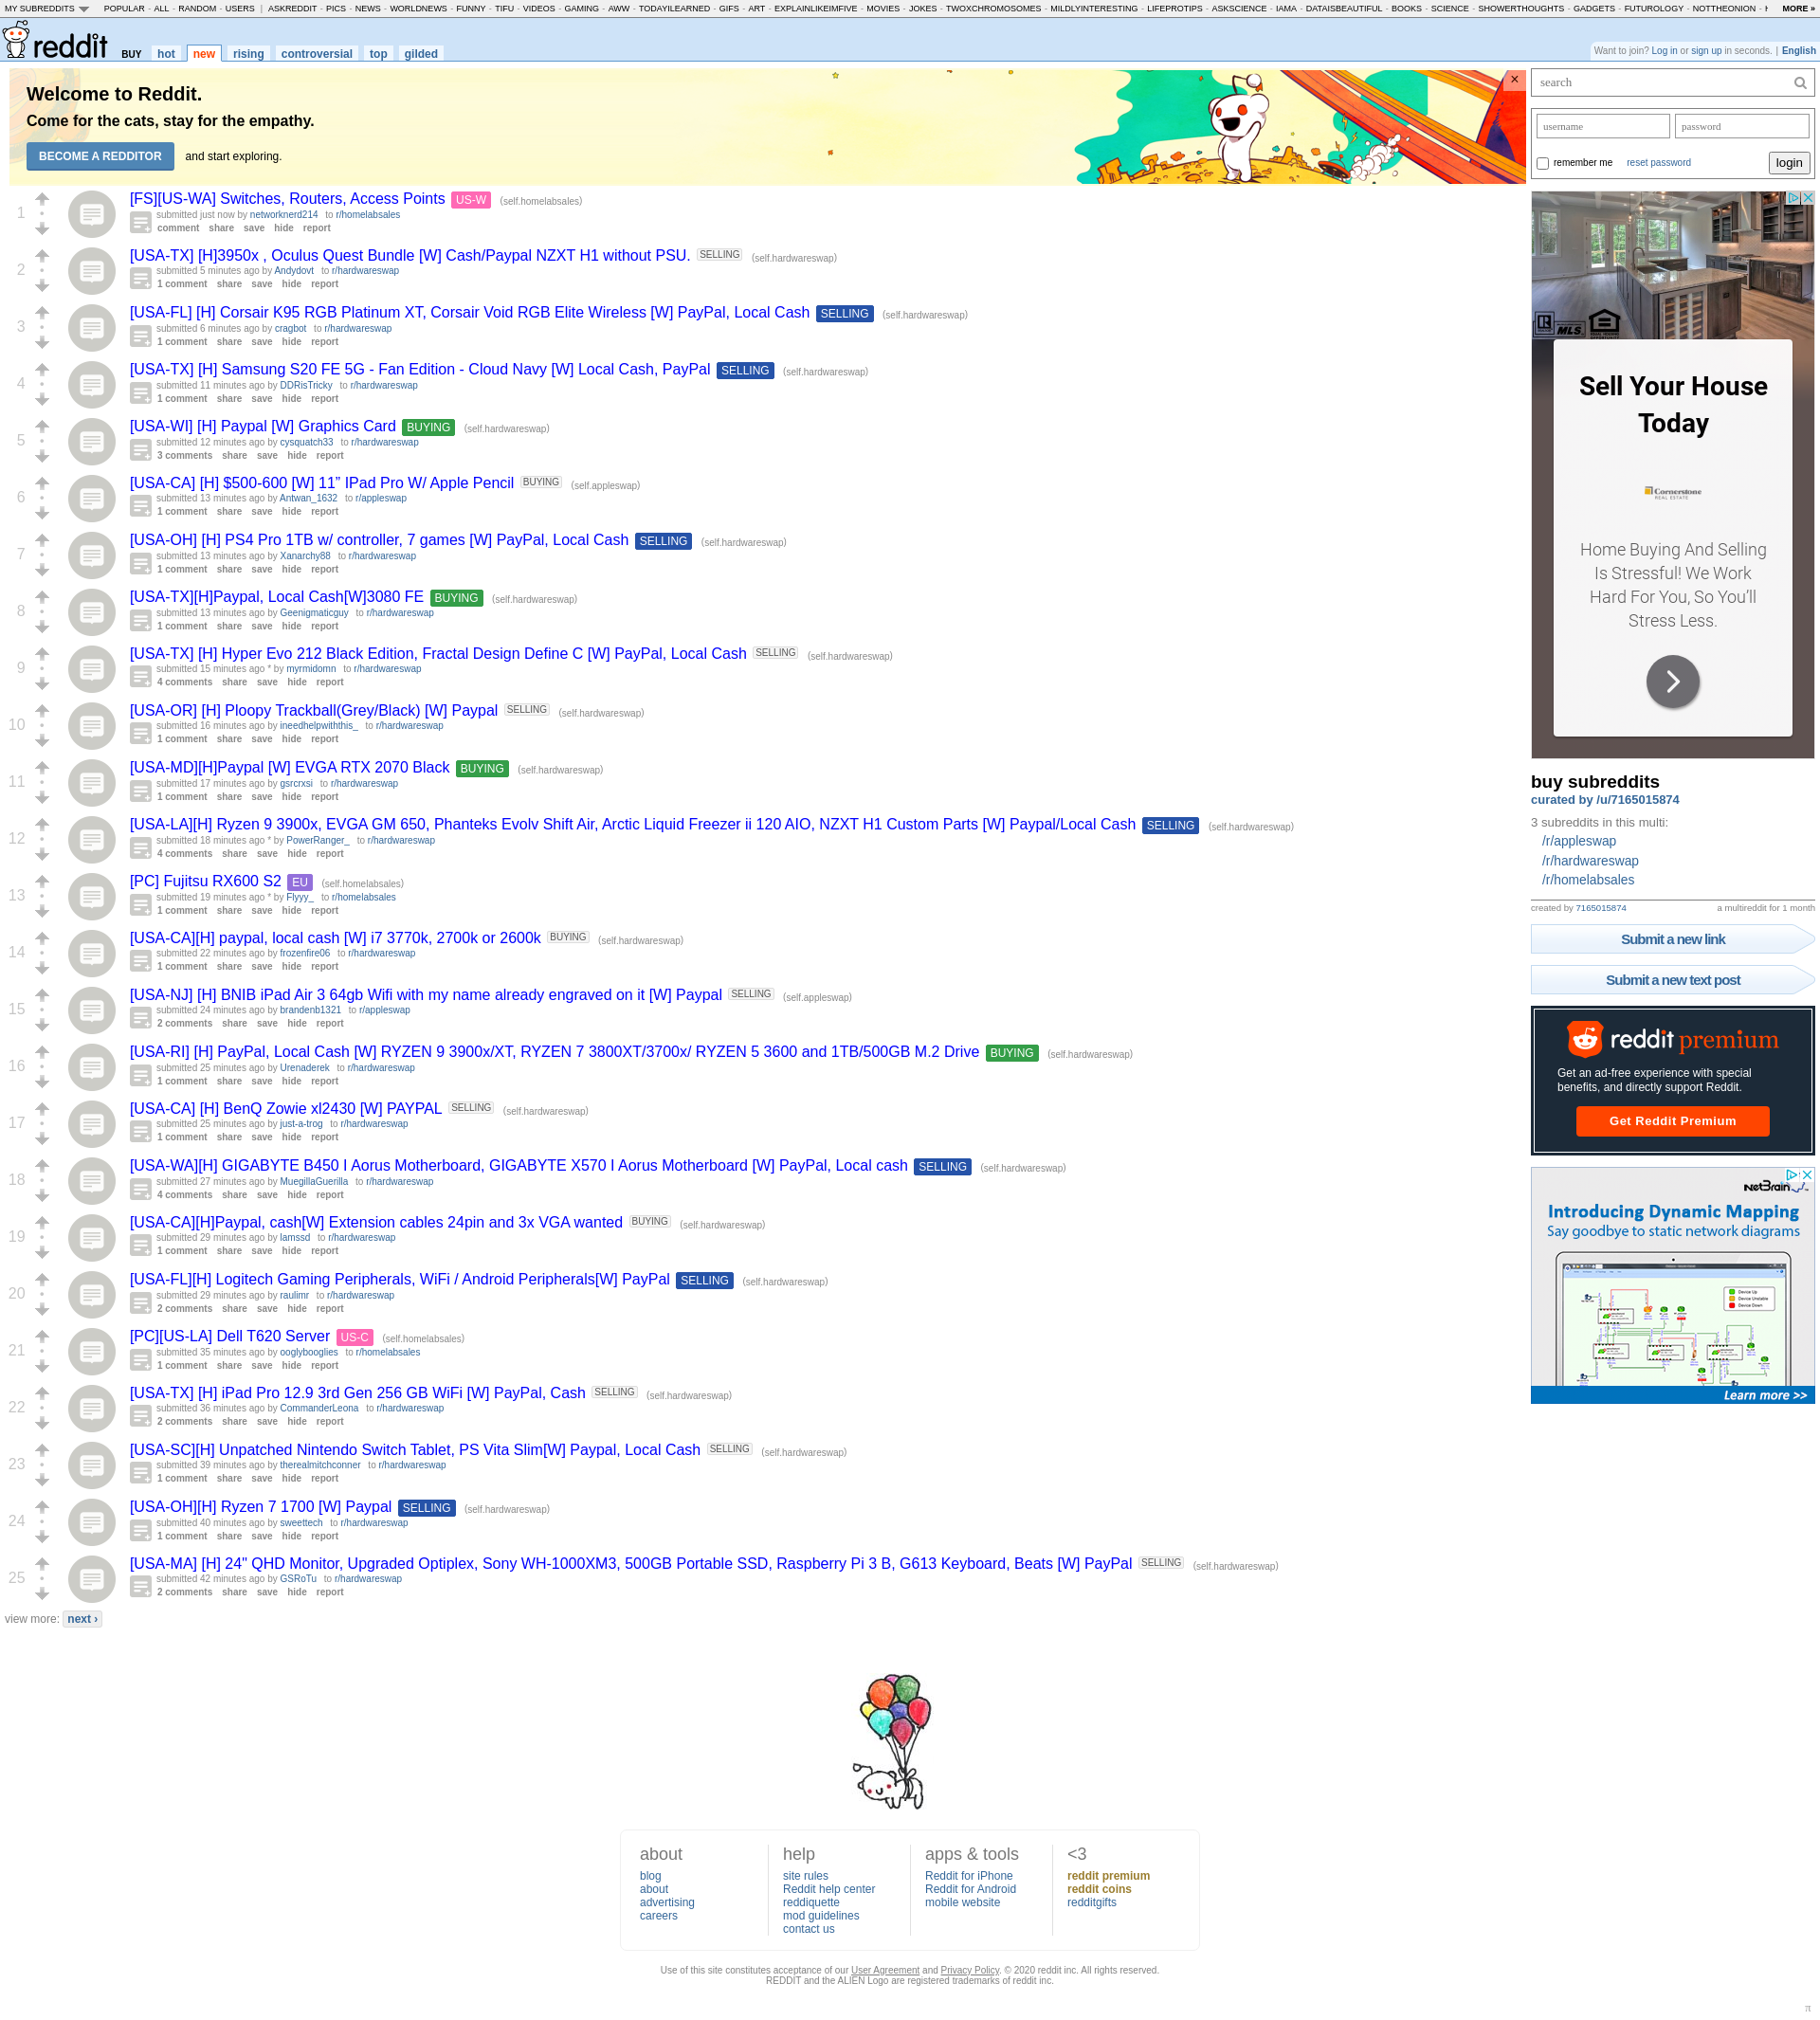 MY SUBREDDITS POPULAR - ALL - RANDOM - USERS | ASKREDDIT - PICS - NEWS - WORLDNEWS - FUNNY - TIFU - VIDEOS - GAMING - AWW - TODAYILEARNED - GIFS - ART - EXPLAINLIKEIMFIVE - MOVIES - JOKES - TWOXCHROMOSOMES - MILDLYINTERESTING - LIFEPROTIPS - ASKSCIENCE - IAMA - DATAISBEAUTIFUL - BOOKS - SCIENCE - SHOWERTHOUGHTS - GADGETS - FUTUROLOGY - NOTTHEONION - MORE »
reddit BUY hot new rising controversial top gilded
Want to join? Log in or sign up in seconds. | English
Welcome to Reddit.
Come for the cats, stay for the empathy.
BECOME A REDDITOR and start exploring.
×
1
[FS][US-WA] Switches, Routers, Access Points US-W (self.homelabsales)
submitted just now by networknerd214 to r/homelabsales
comment share save hide report
2
[USA-TX] [H]3950x , Oculus Quest Bundle [W] Cash/Paypal NZXT H1 without PSU. SELLING (self.hardwareswap)
submitted 5 minutes ago by Andydovt to r/hardwareswap
1 comment share save hide report
3
[USA-FL] [H] Corsair K95 RGB Platinum XT, Corsair Void RGB Elite Wireless [W] PayPal, Local Cash SELLING (self.hardwareswap)
submitted 6 minutes ago by cragbot to r/hardwareswap
1 comment share save hide report
4
[USA-TX] [H] Samsung S20 FE 5G - Fan Edition - Cloud Navy [W] Local Cash, PayPal SELLING (self.hardwareswap)
submitted 11 minutes ago by DDRisTricky to r/hardwareswap
1 comment share save hide report
5
[USA-WI] [H] Paypal [W] Graphics Card BUYING (self.hardwareswap)
submitted 12 minutes ago by cysquatch33 to r/hardwareswap
3 comments share save hide report
6
[USA-CA] [H] $500-600 [W] 11” IPad Pro W/ Apple Pencil BUYING (self.appleswap)
submitted 13 minutes ago by Antwan_1632 to r/appleswap
1 comment share save hide report
7
[USA-OH] [H] PS4 Pro 1TB w/ controller, 7 games [W] PayPal, Local Cash SELLING (self.hardwareswap)
submitted 13 minutes ago by Xanarchy88 to r/hardwareswap
1 comment share save hide report
8
[USA-TX][H]Paypal, Local Cash[W]3080 FE BUYING (self.hardwareswap)
submitted 13 minutes ago by Geenigmaticguy to r/hardwareswap
1 comment share save hide report
9
[USA-TX] [H] Hyper Evo 212 Black Edition, Fractal Design Define C [W] PayPal, Local Cash SELLING (self.hardwareswap)
submitted 15 minutes ago * by myrmidomn to r/hardwareswap
4 comments share save hide report
10
[USA-OR] [H] Ploopy Trackball(Grey/Black) [W] Paypal SELLING (self.hardwareswap)
submitted 16 minutes ago by ineedhelpwiththis_ to r/hardwareswap
1 comment share save hide report
11
[USA-MD][H]Paypal [W] EVGA RTX 2070 Black BUYING (self.hardwareswap)
submitted 17 minutes ago by gsrcrxsi to r/hardwareswap
1 comment share save hide report
12
[USA-LA][H] Ryzen 9 3900x, EVGA GM 650, Phanteks Evolv Shift Air, Arctic Liquid Freezer ii 120 AIO, NZXT H1 Custom Parts [W] Paypal/Local Cash SELLING (self.hardwareswap)
submitted 18 minutes ago * by PowerRanger_ to r/hardwareswap
4 comments share save hide report
13
[PC] Fujitsu RX600 S2 EU (self.homelabsales)
submitted 19 minutes ago * by Flyyy_ to r/homelabsales
1 comment share save hide report
14
[USA-CA][H] paypal, local cash [W] i7 3770k, 2700k or 2600k BUYING (self.hardwareswap)
submitted 22 minutes ago by frozenfire06 to r/hardwareswap
1 comment share save hide report
15
[USA-NJ] [H] BNIB iPad Air 3 64gb Wifi with my name already engraved on it [W] Paypal SELLING (self.appleswap)
submitted 24 minutes ago by brandenb1321 to r/appleswap
2 comments share save hide report
16
[USA-RI] [H] PayPal, Local Cash [W] RYZEN 9 3900x/XT, RYZEN 7 3800XT/3700x/ RYZEN 5 3600 and 1TB/500GB M.2 Drive BUYING (self.hardwareswap)
submitted 25 minutes ago by Urenaderek to r/hardwareswap
1 comment share save hide report
17
[USA-CA] [H] BenQ Zowie xl2430 [W] PAYPAL SELLING (self.hardwareswap)
submitted 25 minutes ago by just-a-trog to r/hardwareswap
1 comment share save hide report
18
[USA-WA][H] GIGABYTE B450 I Aorus Motherboard, GIGABYTE X570 I Aorus Motherboard [W] PayPal, Local cash SELLING (self.hardwareswap)
submitted 27 minutes ago by MuegillaGuerilla to r/hardwareswap
4 comments share save hide report
19
[USA-CA][H]Paypal, cash[W] Extension cables 24pin and 3x VGA wanted BUYING (self.hardwareswap)
submitted 29 minutes ago by lamssd to r/hardwareswap
1 comment share save hide report
20
[USA-FL][H] Logitech Gaming Peripherals, WiFi / Android Peripherals[W] PayPal SELLING (self.hardwareswap)
submitted 29 minutes ago by raulimr to r/hardwareswap
2 comments share save hide report
21
[PC][US-LA] Dell T620 Server US-C (self.homelabsales)
submitted 35 minutes ago by ooglybooglies to r/homelabsales
1 comment share save hide report
22
[USA-TX] [H] iPad Pro 12.9 3rd Gen 256 GB WiFi [W] PayPal, Cash SELLING (self.hardwareswap)
submitted 36 minutes ago by CommanderLeona to r/hardwareswap
2 comments share save hide report
23
[USA-SC][H] Unpatched Nintendo Switch Tablet, PS Vita Slim[W] Paypal, Local Cash SELLING (self.hardwareswap)
submitted 39 minutes ago by therealmitchconner to r/hardwareswap
1 comment share save hide report
24
[USA-OH][H] Ryzen 7 1700 [W] Paypal SELLING (self.hardwareswap)
submitted 40 minutes ago by sweettech to r/hardwareswap
1 comment share save hide report
25
[USA-MA] [H] 24" QHD Monitor, Upgraded Optiplex, Sony WH-1000XM3, 500GB Portable SSD, Raspberry Pi 3 B, G613 Keyboard, Beats [W] PayPal SELLING (self.hardwareswap)
submitted 42 minutes ago by GSRoTu to r/hardwareswap
2 comments share save hide report
view more: next ›
search
username password
remember me reset password login
R MLS.
Sell Your House
Today
Cornerstone
REAL ESTATE
Home Buying And Selling
Is Stressful! We Work
Hard For You, So You’ll
Stress Less.
buy subreddits
curated by /u/7165015874
3 subreddits in this multi:
/r/appleswap
/r/hardwareswap
/r/homelabsales
created by 7165015874 a multireddit for 1 month
Submit a new link
Submit a new text post
reddit premium
Get an ad-free experience with special
benefits, and directly support Reddit.
Get Reddit Premium
NetBrain
Introducing Dynamic Mapping
Say goodbye to static network diagrams
Device Unstable
Device Down
Learn more >>
about
blog
about
advertising
careers
help
site rules
Reddit help center
reddiquette
mod guidelines
contact us
apps & tools
Reddit for iPhone
Reddit for Android
mobile website
<3
reddit premium
reddit coins
redditgifts
Use of this site constitutes acceptance of our User Agreement and Privacy Policy. © 2020 reddit inc. All rights reserved.
REDDIT and the ALIEN Logo are registered trademarks of reddit inc.
π